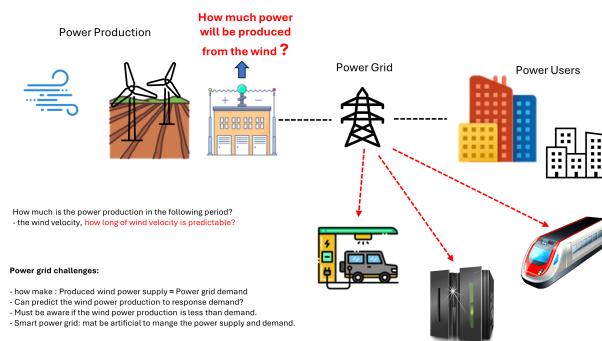 How much power
will be produced
from the wind ?
Power Production
Power Grid
Power Users
How much is the power production in the following period?
- the wind velocity, how long of wind velocity is predictable?
Power grid challenges:
- how make : Produced wind power supply = Power grid demand
- Can predict the wind power production to response demand?
- Must be aware if the wind power production is less than demand.
- Smart power grid: mat be artificial to mange the power supply and demand.